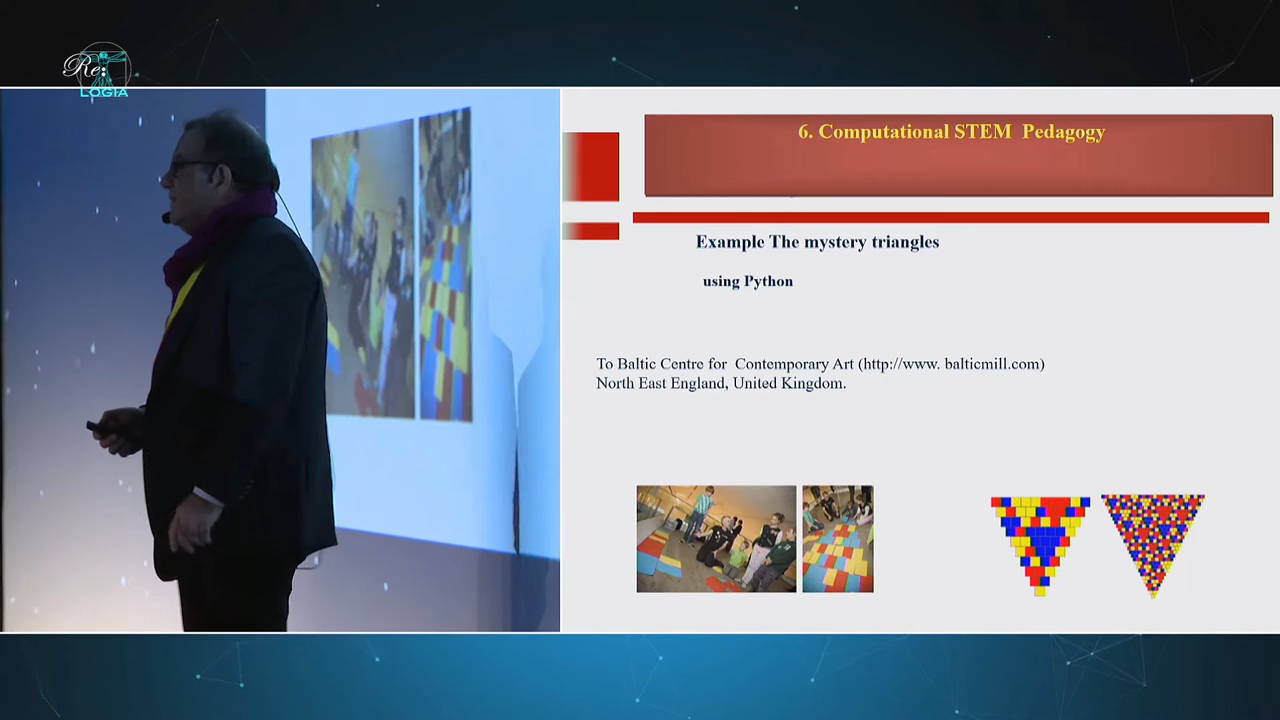 Re:
LOGIA
6. Computational STEM Pedagogy
Example The mystery triangles
using Python
To Baltic Centre for Contemporary Art (http://www. balticmill.com)
North East England, United Kingdom.